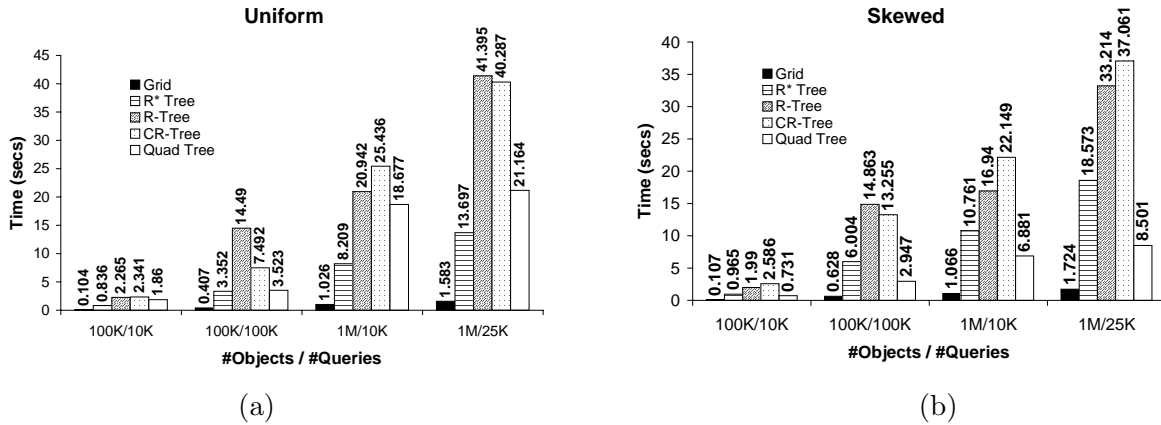 Uniform
Time (secs)
45
40
35
30
25
20
15
10
5
0
Grid
R* Tree
R-Tree
CR-Tree
Quad Tree
0.104
0.836
2.265
2.341
1.86
0.407
3.352
14.49
7.492
3.523
1.026
8.209
20.942
25.436
18.677
1.583
13.697
41.395
40.287
21.164
100K/10K
100K/100K
1M/10K
1M/25K
#Objects / #Queries
(a)
Skewed
Time (secs)
40
35
30
25
20
15
10
5
0
Grid
R* Tree
R-Tree
CR-Tree
Quad Tree
0.107
0.965
1.99
2.586
0.731
0.628
6.004
14.863
13.255
2.947
1.066
10.761
16.94
22.149
6.881
1.724
18.573
33.214
37.061
8.501
100K/10K
100K/100K
1M/10K
1M/25K
#Objects / #Queries
(b)